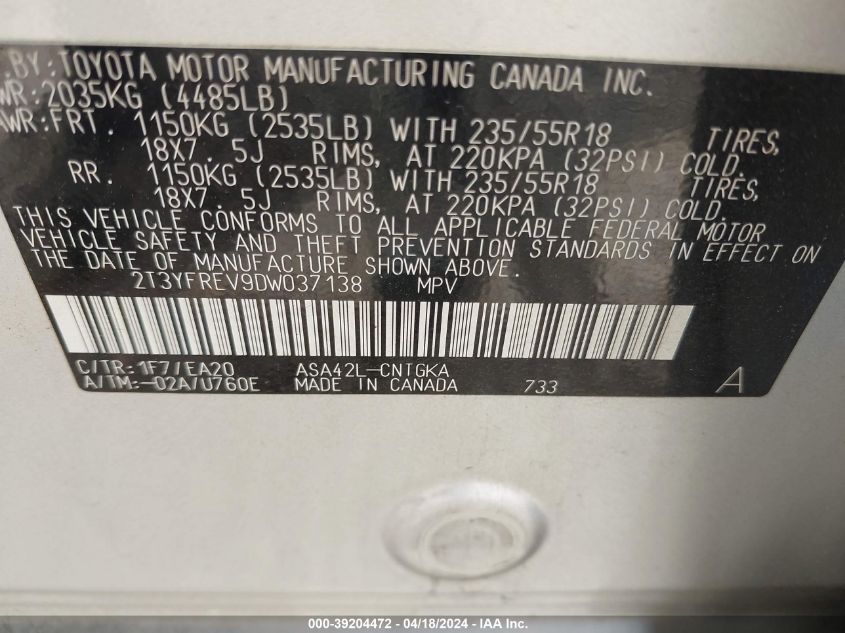 .BY: TOYOTA MOTOR MANUFACTURING CANADA INC.
WR: 2035KG (4485LB)
AWR: FRT. 1150KG (2535LB) WITH 235/55R18 TIRES,
18X7.5J RIMS, AT 220KPA (32PSI) COLD.
RR. 1150KG (2535LB) WITH 235/55R18 TIRES,
18X7.5J RIMS, AT 220KPA (32PSI) COLD.
THIS VEHICLE CONFORMS TO ALL APPLICABLE FEDERAL MOTOR
VEHICLE SAFETY AND THEFT PREVENTION STANDARDS IN EFFECT ON
THE DATE OF MANUFACTURE SHOWN ABOVE.
2T3YFREV9DW037138 MPV
C/TR: 1F7/EA20 ASA42L-CNTGKA
A/TM: -02A/U760E MADE IN CANADA 733 A
000-39204472 - 04/18/2024 - IAA Inc.